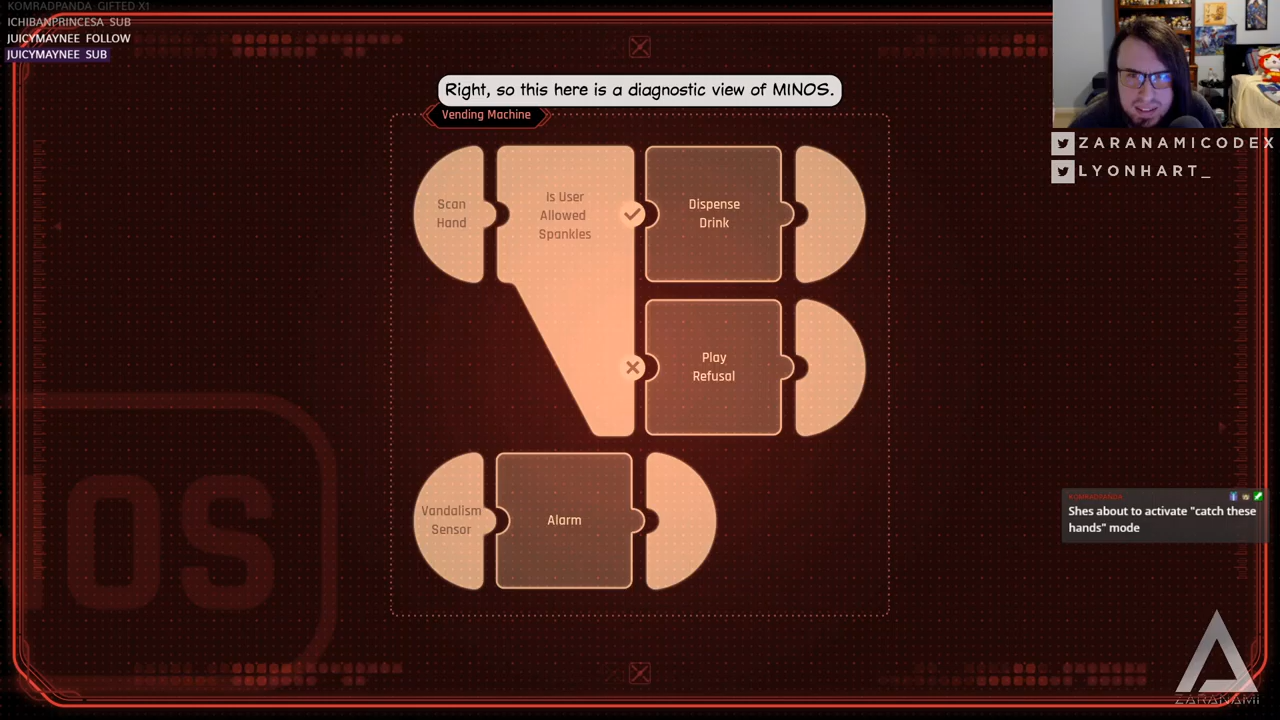 KOMRADPANDA GIFTED X1
ICHIBANPRINCESA SUB
JUICYMAYNEE FOLLOW
JUICYMAYNEE SUB
Right, so this here is a diagnostic view of MINOS.
Vending Machine
Scan
Hand
Is User
Allowed
Spankles
Dispense
Drink
Play
Refusal
Vandalism
Sensor
Alarm
ZARANAMICODEX
LYONHART_
KOMRADPANDA
Shes about to activate "catch these
hands" mode
OS
ZARANAMI